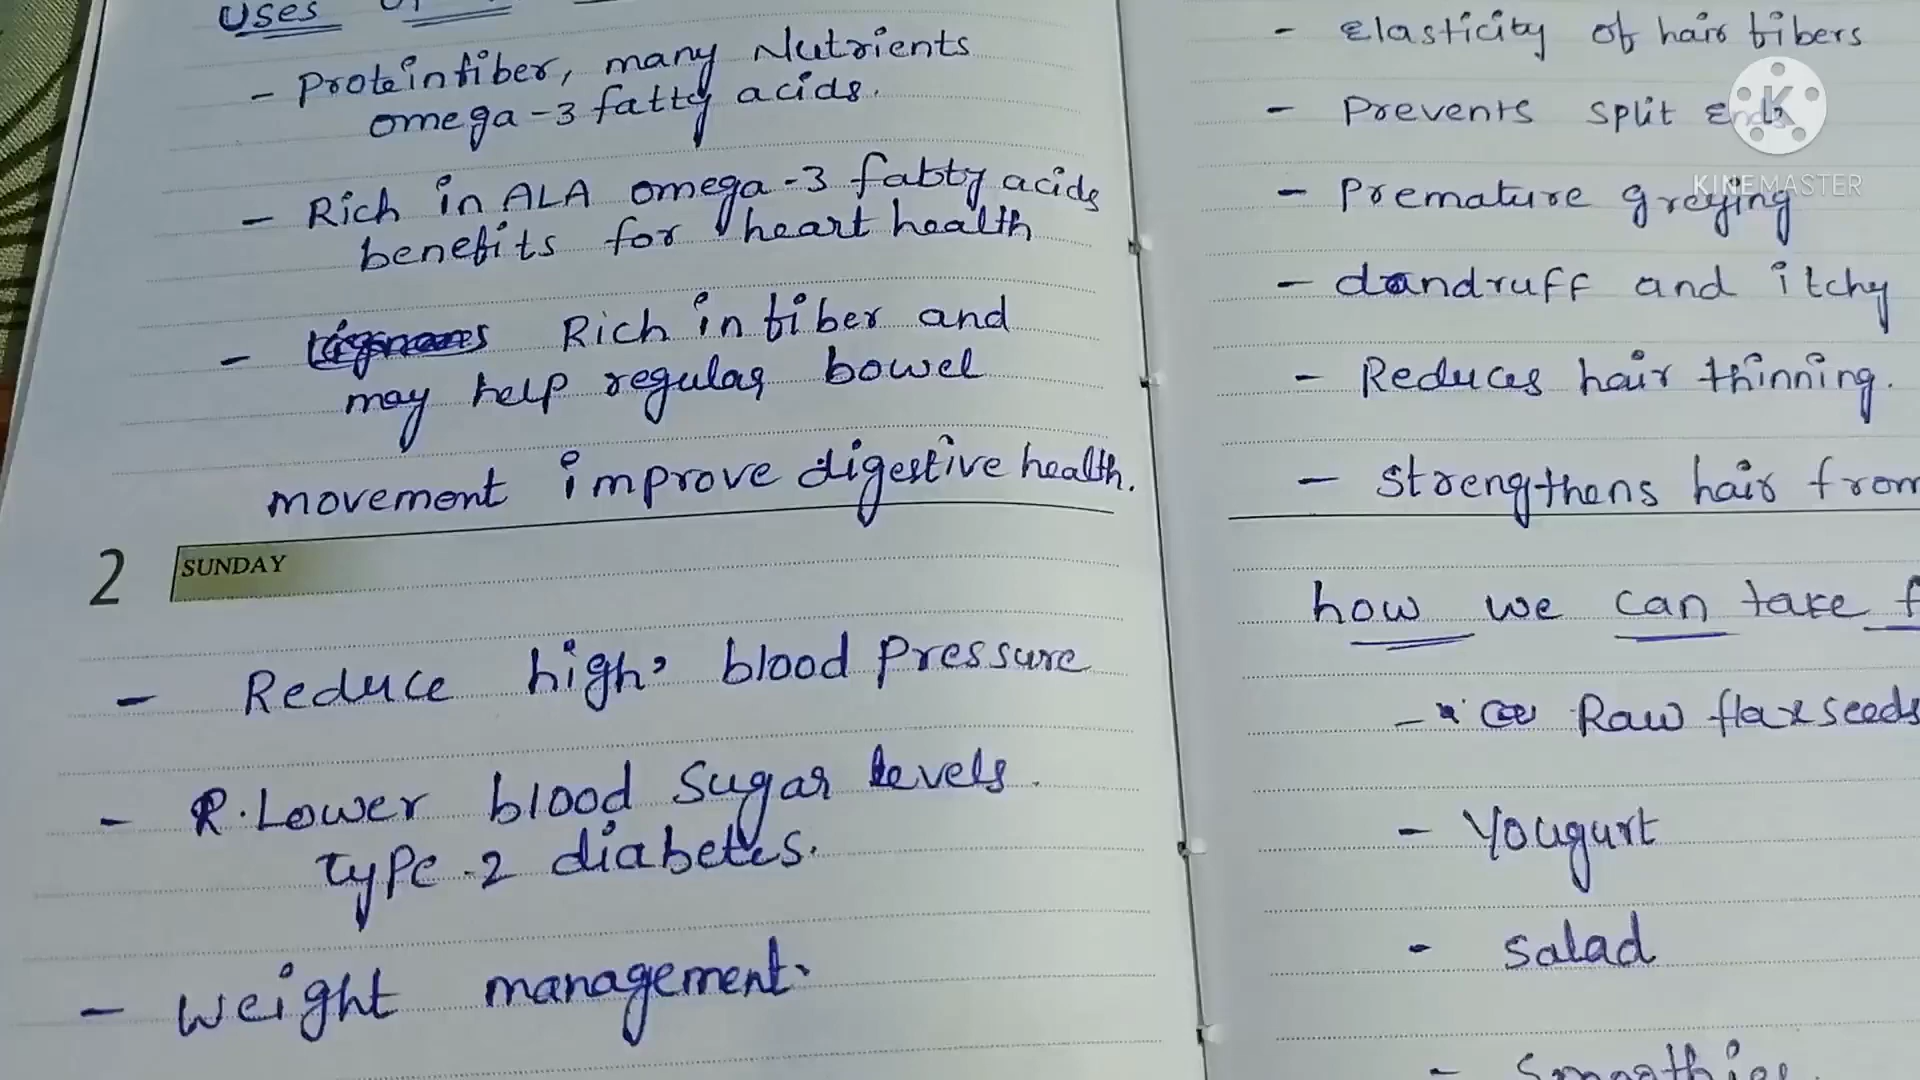 Uses
- Protein fiber, many Nutrients
omega-3 fatty acids.
- Rich in ALA omega-3 fatty acids
benefits for heart health
- Rich in fiber and
may help regular bowel
movement improve digestive health.
2 SUNDAY
- Reduce high, blood pressure
- R. Lower blood sugar levels.
type-2 diabetes.
- weight management.
- Elasticity of hair fibers
- Prevents split Ends
- Premature greying
- dandruff and itchy
- Reduces hair thinning.
- Strengthens hair from
how we can take
- Raw flaxseeds
- Yougurt
- Salad
- Smoothies
KINEMASTER